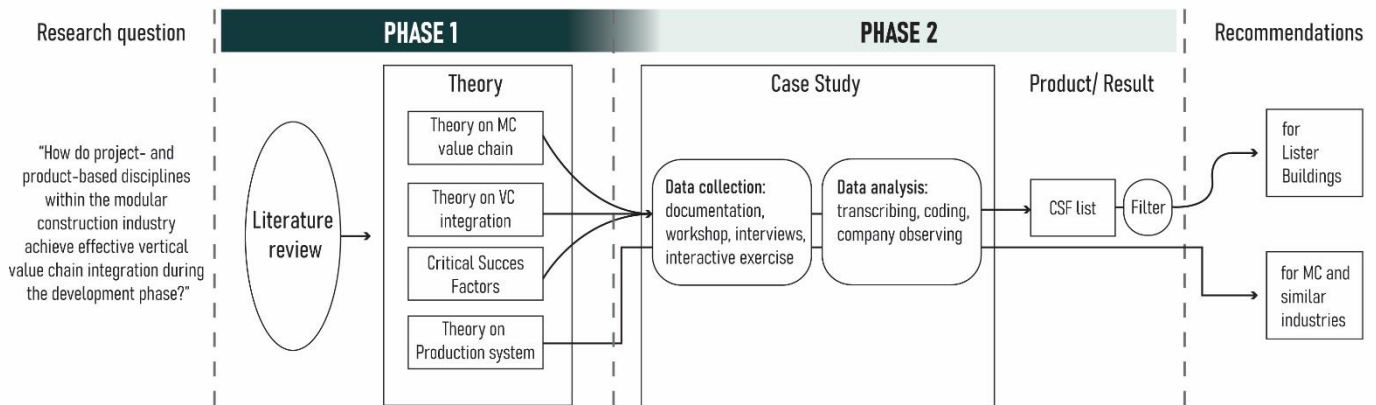 Research question
PHASE 1
PHASE 2
Recommendations
"How do project- and
product-based disciplines
within the modular
construction industry
achieve effective vertical
value chain integration during
the development phase?"
Literature
review
Theory
Theory on MC
value chain
Theory on VC
integration
Critical Succes
Factors
Theory on
Production system
Case Study
Data collection:
documentation,
workshop, interviews,
interactive exercise
Data analysis:
transcribing, coding,
company observing
Product/ Result
CSF list
Filter
for
Lister
Buildings
for MC and
similar
industries